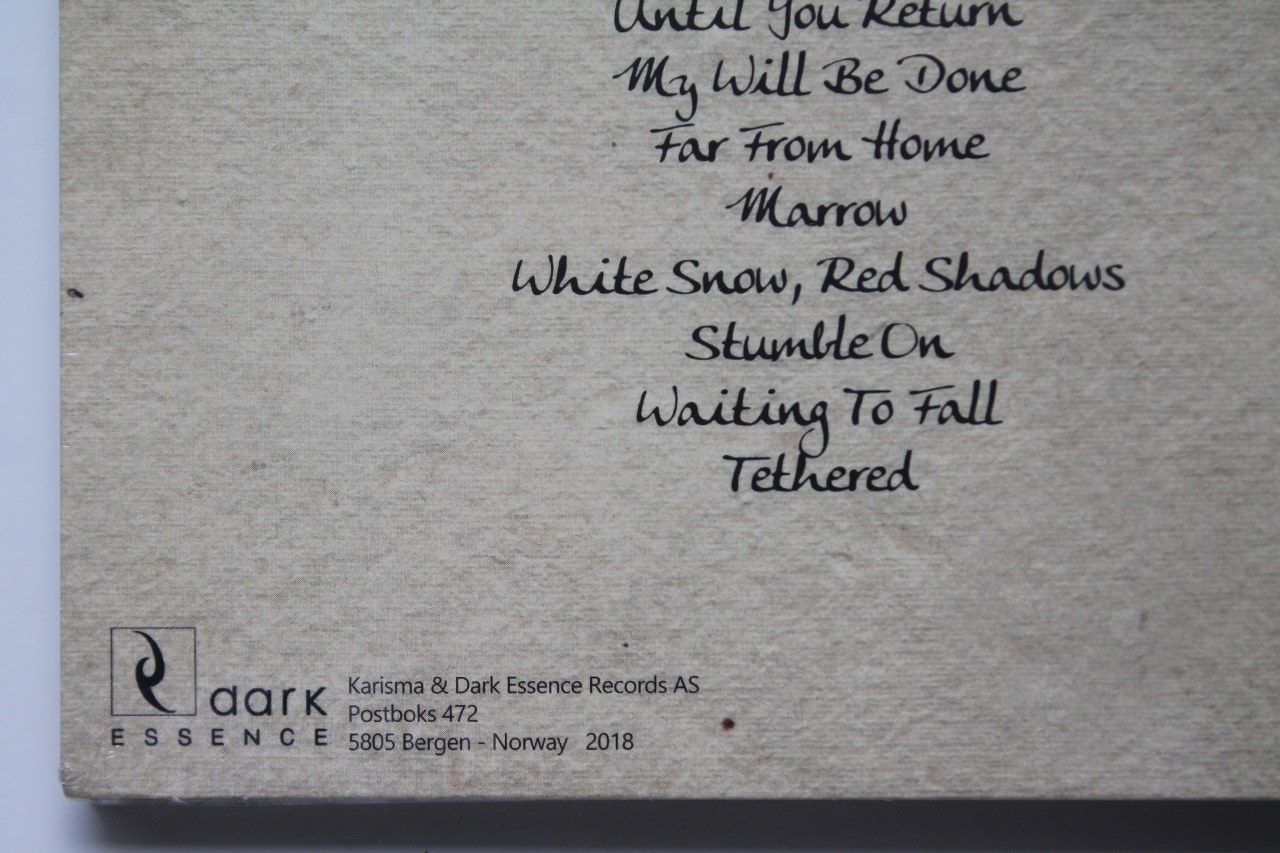 Until You Return
My Will Be Done
Far From Home
Marrow
White Snow, Red Shadows
Stumble On
Waiting To Fall
Tethered
dark
ESSENCE
Karisma & Dark Essence Records AS
Postboks 472
5805 Bergen - Norway 2018